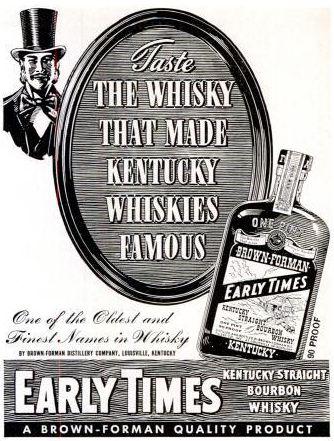 Taste
THE WHISKY
THAT MADE
KENTUCKY
WHISKIES
FAMOUS
ONE
BROWN-FORMAN
EARLY TIMES
KENTUCKY
STRAIGHT
BOURBON
WHISKY
KENTUCKY
90 PROOF
One of the Oldest and
Finest Names in Whisky
BY BROWN-FORMAN DISTILLERY COMPANY, LOUISVILLE, KENTUCKY
EARLY TIMES
KENTUCKY STRAIGHT
BOURBON
WHISKY
A BROWN-FORMAN QUALITY PRODUCT